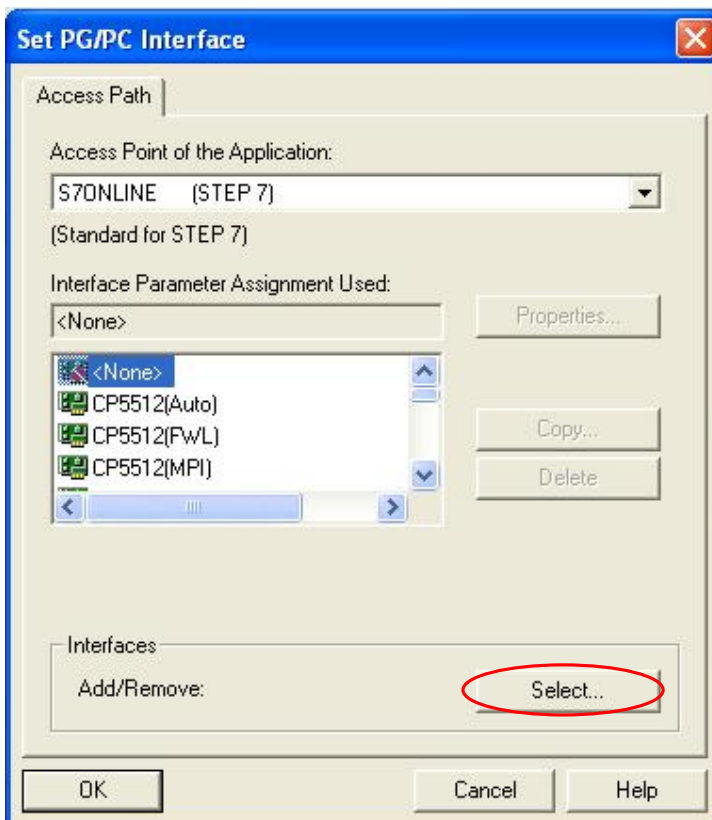 Set PG/PC Interface
Access Path
Access Point of the Application:
S7ONLINE (STEP 7)
(Standard for STEP 7)
Interface Parameter Assignment Used:
<None>
Properties...
<None>
CP5512(Auto)
CP5512(FWL)
CP5512(MPI)
Copy...
Delete
Interfaces
Add/Remove:
Select...
OK
Cancel
Help